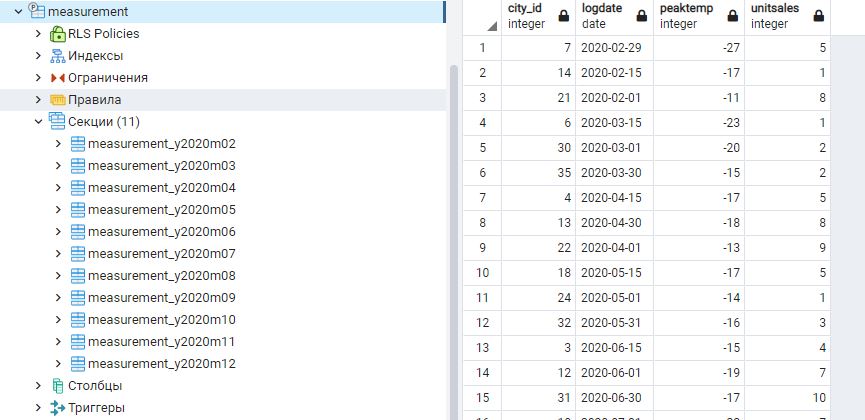 measurement
RLS Policies
Индексы
Ограничения
Правила
Секции (11)
measurement_y2020m02
measurement_y2020m03
measurement_y2020m04
measurement_y2020m05
measurement_y2020m06
measurement_y2020m07
measurement_y2020m08
measurement_y2020m09
measurement_y2020m10
measurement_y2020m11
measurement_y2020m12
Столбцы
Триггеры
city_id logdate peaktemp unitsales
integer date integer integer
1 7 2020-02-29 -27 5
2 14 2020-02-15 -17 1
3 21 2020-02-01 -11 8
4 6 2020-03-15 -23 1
5 30 2020-03-01 -20 2
6 35 2020-03-30 -15 2
7 4 2020-04-15 -17 5
8 13 2020-04-30 -18 8
9 22 2020-04-01 -13 9
10 18 2020-05-15 -17 5
11 24 2020-05-01 -14 1
12 32 2020-05-31 -16 3
13 3 2020-06-15 -15 4
14 12 2020-06-01 -19 7
15 31 2020-06-30 -17 10